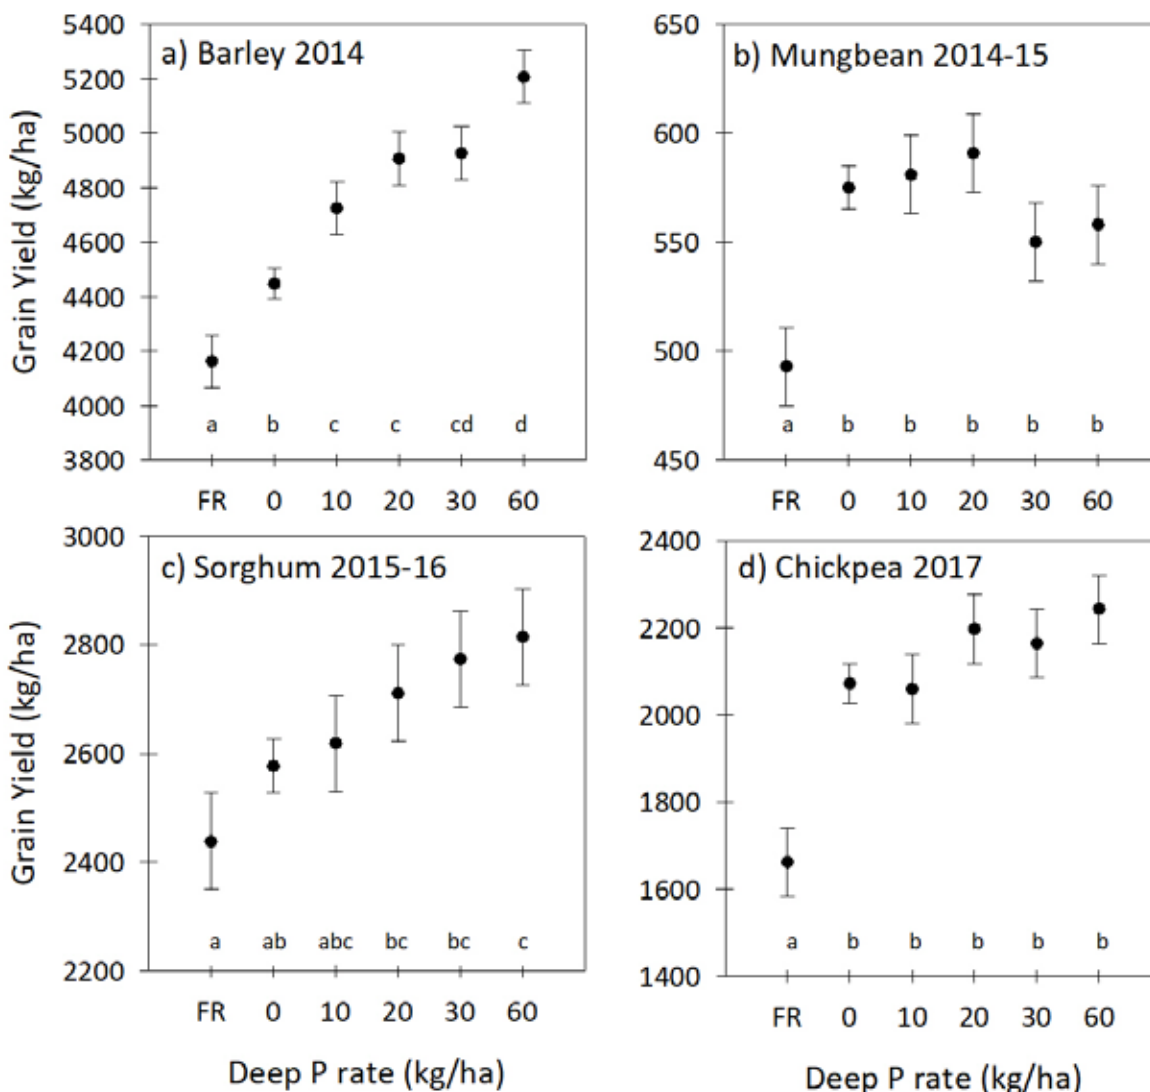 a) Barley 2014
Grain Yield (kg/ha)
5400
5200
5000
4800
4600
4400
4200
4000
3800
a b c c cd d
FR 0 10 20 30 60
b) Mungbean 2014-15
650
600
550
500
450
a b b b b b
FR 0 10 20 30 60
c) Sorghum 2015-16
Grain Yield (kg/ha)
3000
2800
2600
2400
2200
a ab abc bc bc c
FR 0 10 20 30 60
Deep P rate (kg/ha)
d) Chickpea 2017
2400
2200
2000
1800
1600
1400
a b b b b b
FR 0 10 20 30 60
Deep P rate (kg/ha)